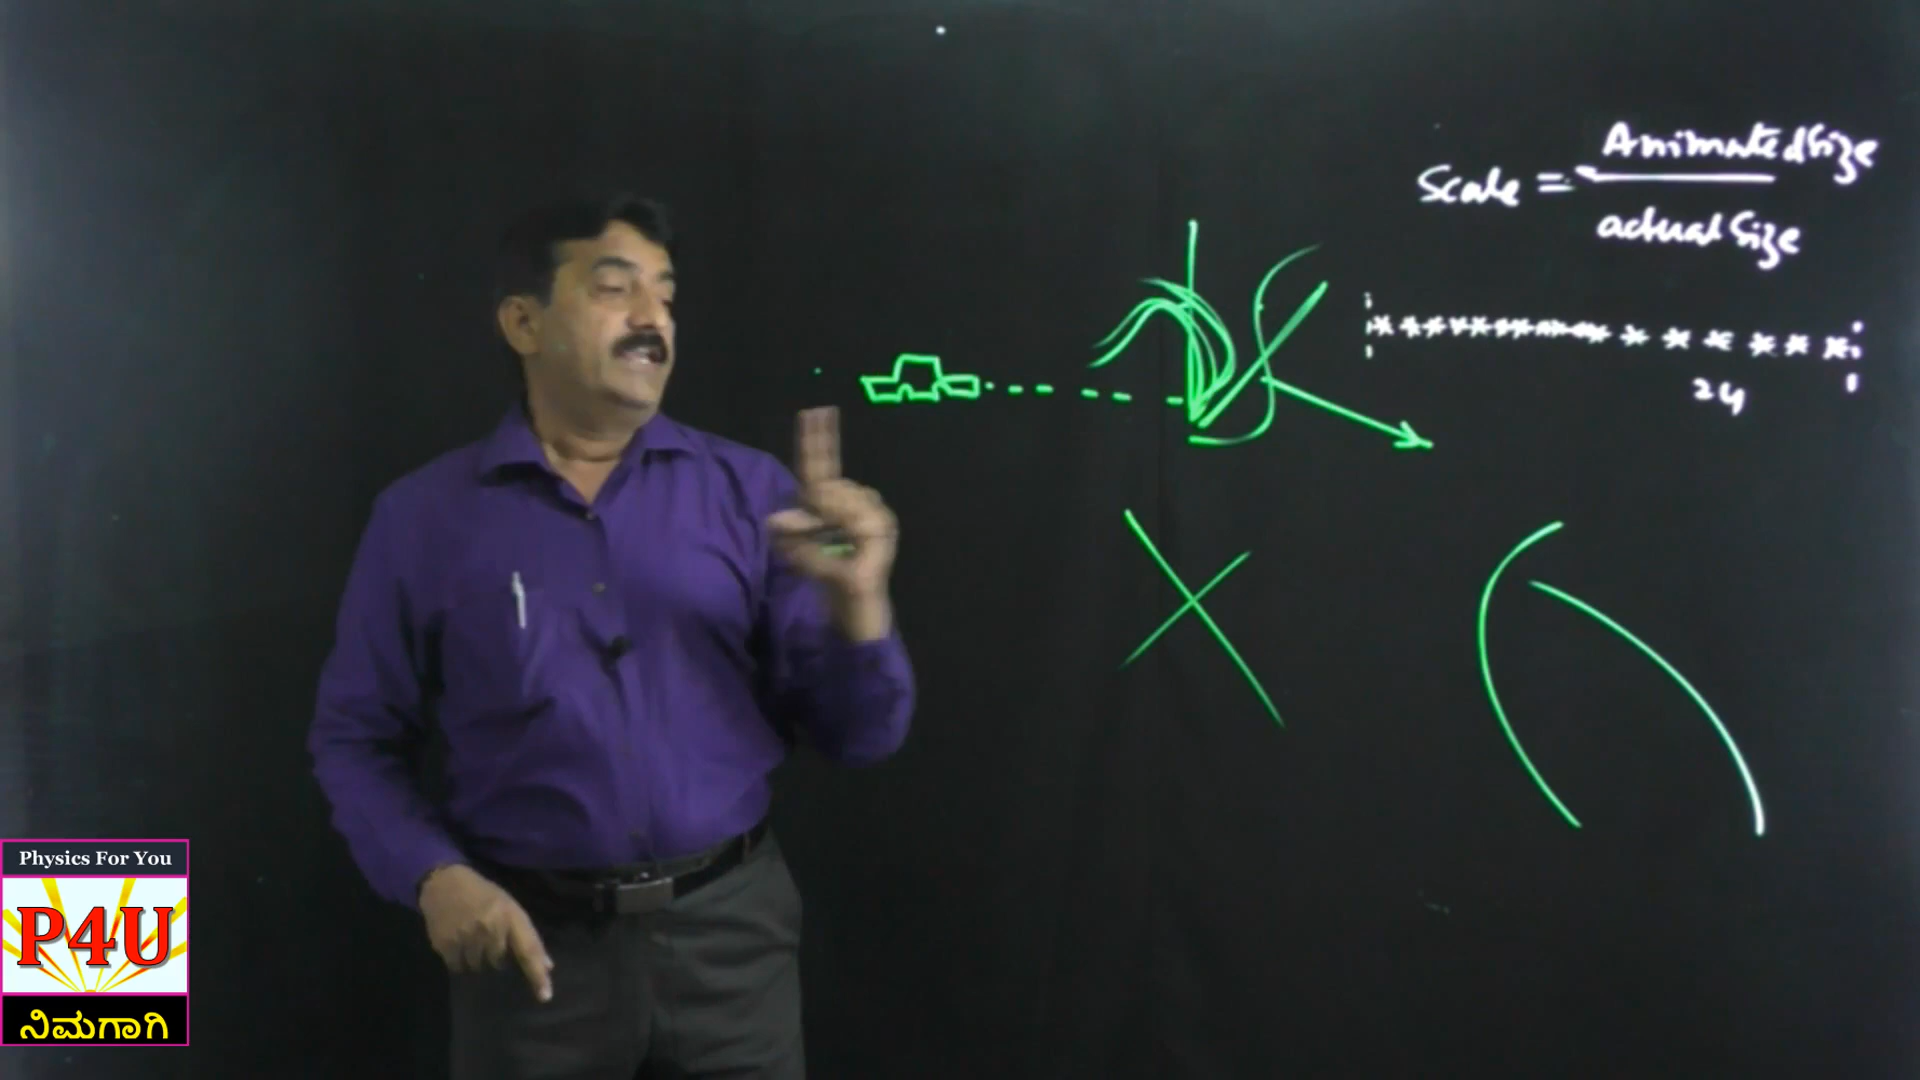 Scale = Animated Size
actual Size
24
Physics For You
P4U
ನಿಮಗಾಗಿ